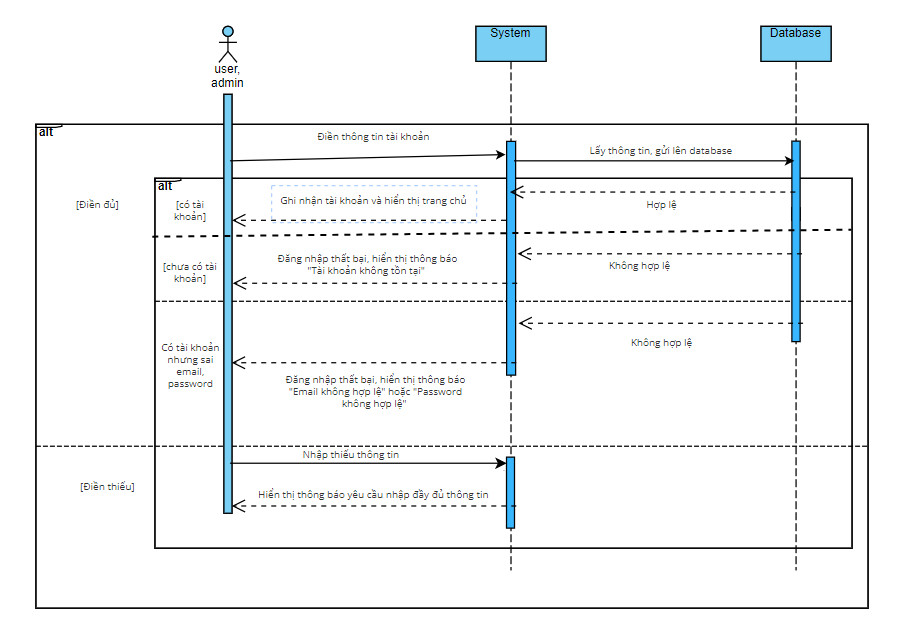 user,
admin
System
Database
alt
Điền thông tin tài khoản
Lấy thông tin, gửi lên database
alt
[Điền đủ]
[có tài
khoản]
Ghi nhận tài khoản và hiển thị trang chủ
Hợp lệ
[chưa có tài
khoản]
Đăng nhập thất bại, hiển thị thông báo
"Tài khoản không tồn tại"
Không hợp lệ
Có tài khoản
nhưng sai
email,
password
Không hợp lệ
Đăng nhập thất bại, hiển thị thông báo
"Email không hợp lệ" hoặc "Password
không hợp lệ"
Nhập thiếu thông tin
[Điền thiếu]
Hiển thị thông báo yêu cầu nhập đầy đủ thông tin